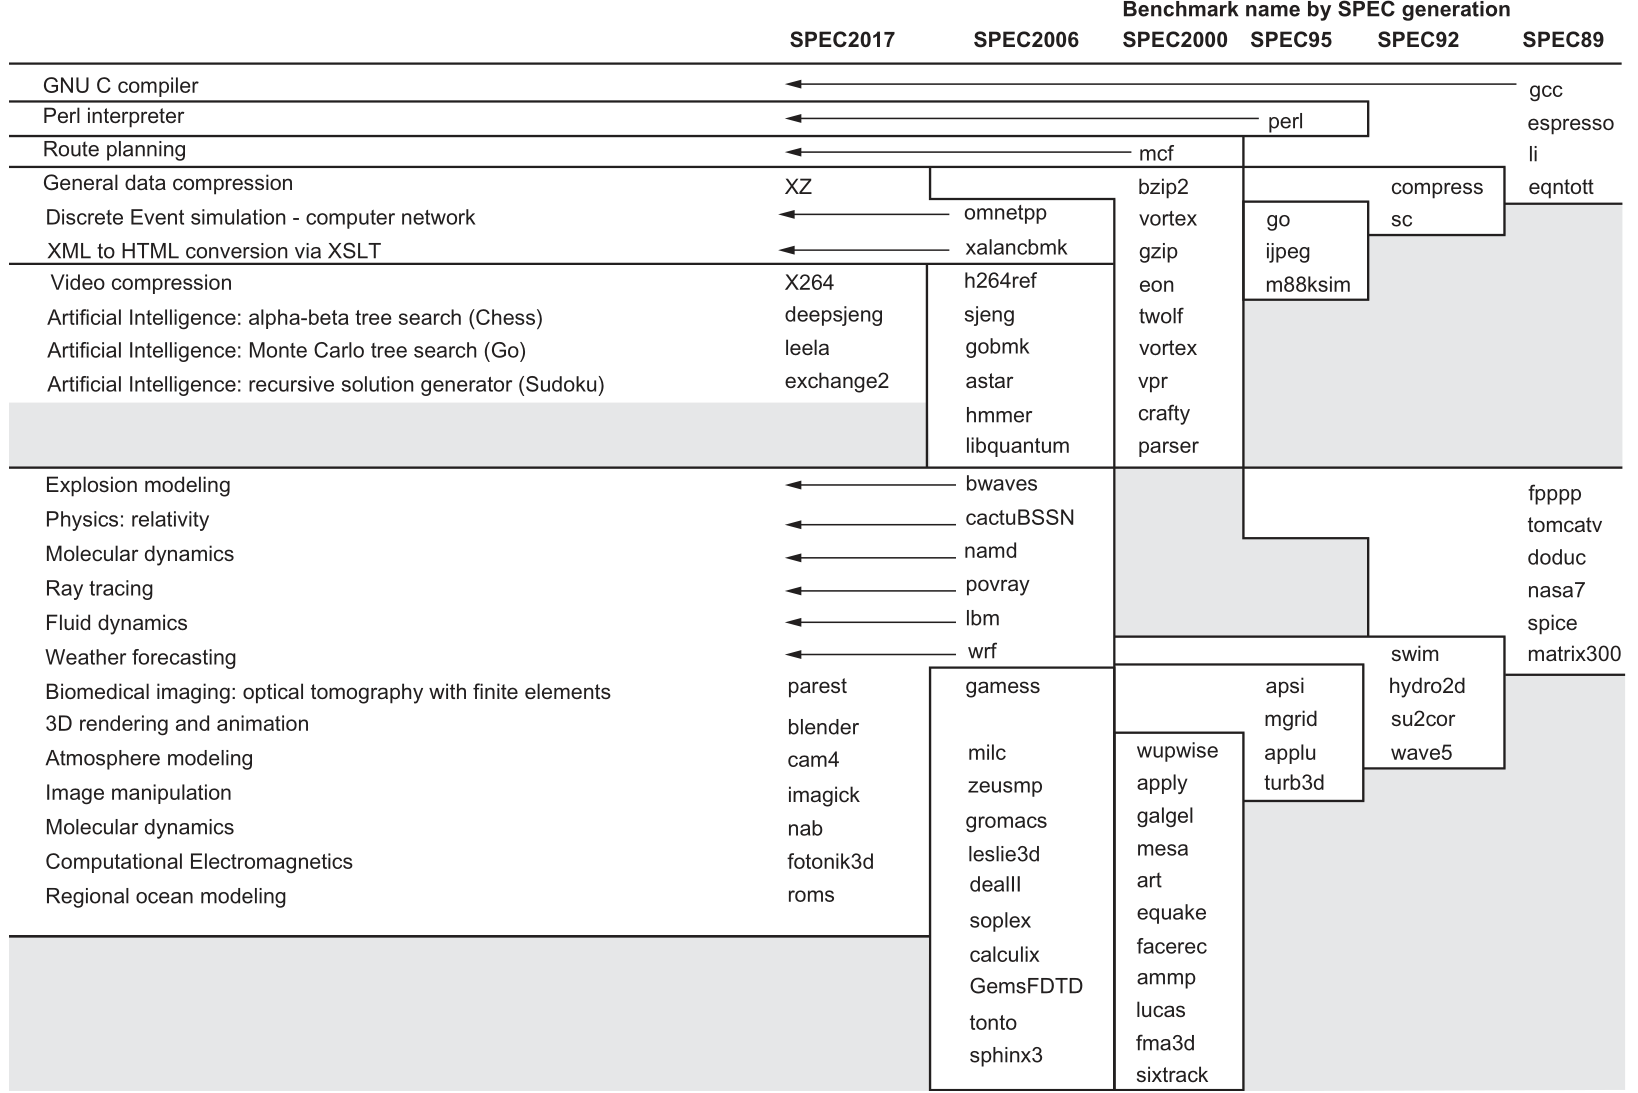 Benchmark name by SPEC generation
SPEC2017 SPEC2006 SPEC2000 SPEC95 SPEC92 SPEC89
GNU C compiler gcc
Perl interpreter perl espresso
Route planning mcf li
General data compression XZ bzip2 compress eqntott
Discrete Event simulation - computer network omnetpp vortex go sc
XML to HTML conversion via XSLT xalancbmk gzip ijpeg
Video compression X264 h264ref eon m88ksim
Artificial Intelligence: alpha-beta tree search (Chess) deepsjeng sjeng twolf
Artificial Intelligence: Monte Carlo tree search (Go) leela gobmk vortex
Artificial Intelligence: recursive solution generator (Sudoku) exchange2 astar vpr
hmmer crafty
libquantum parser
Explosion modeling bwaves fpppp
Physics: relativity cactuBSSN tomcatv
Molecular dynamics namd doduc
Ray tracing povray nasa7
Fluid dynamics lbm spice
Weather forecasting wrf swim matrix300
Biomedical imaging: optical tomography with finite elements parest gamess apsi hydro2d
3D rendering and animation blender mgrid su2cor
Atmosphere modeling cam4 milc wupwise applu wave5
Image manipulation imagick zeusmp apply turb3d
Molecular dynamics nab gromacs galgel
Computational Electromagnetics fotonik3d leslie3d mesa
Regional ocean modeling roms dealII art
soplex equake
calculix facerec
GemsFDTD ammp
tonto lucas
sphinx3 fma3d
sixtrack